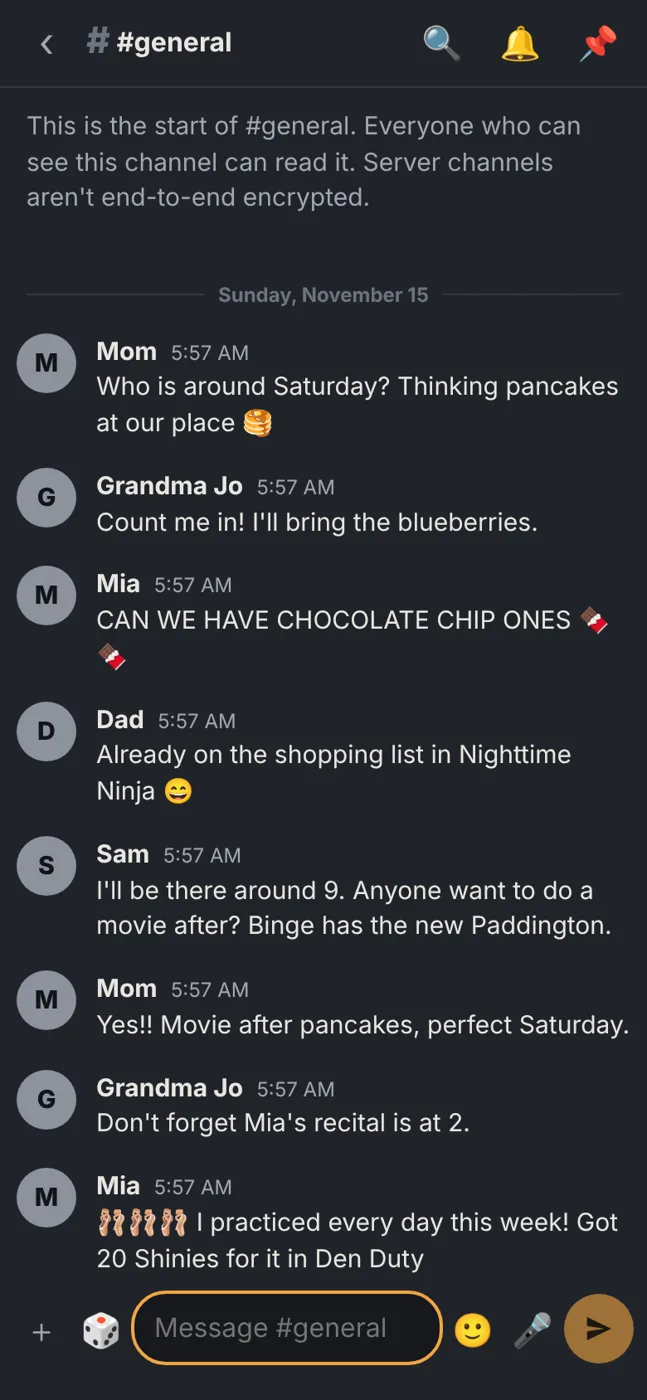 ‹ # #general 🔍 🔔 📌
This is the start of #general. Everyone who can
see this channel can read it. Server channels
aren't end-to-end encrypted.
Sunday, November 15
M
Mom 5:57 AM
Who is around Saturday? Thinking pancakes
at our place 🥞
G
Grandma Jo 5:57 AM
Count me in! I'll bring the blueberries.
M
Mia 5:57 AM
CAN WE HAVE CHOCOLATE CHIP ONES 🍫
🍫
D
Dad 5:57 AM
Already on the shopping list in Nighttime
Ninja 😄
S
Sam 5:57 AM
I'll be there around 9. Anyone want to do a
movie after? Binge has the new Paddington.
M
Mom 5:57 AM
Yes!! Movie after pancakes, perfect Saturday.
G
Grandma Jo 5:57 AM
Don't forget Mia's recital is at 2.
M
Mia 5:57 AM
🩰🩰🩰 I practiced every day this week! Got
20 Shinies for it in Den Duty
+ 🎲 Message #general 🙂 🎤 ➤